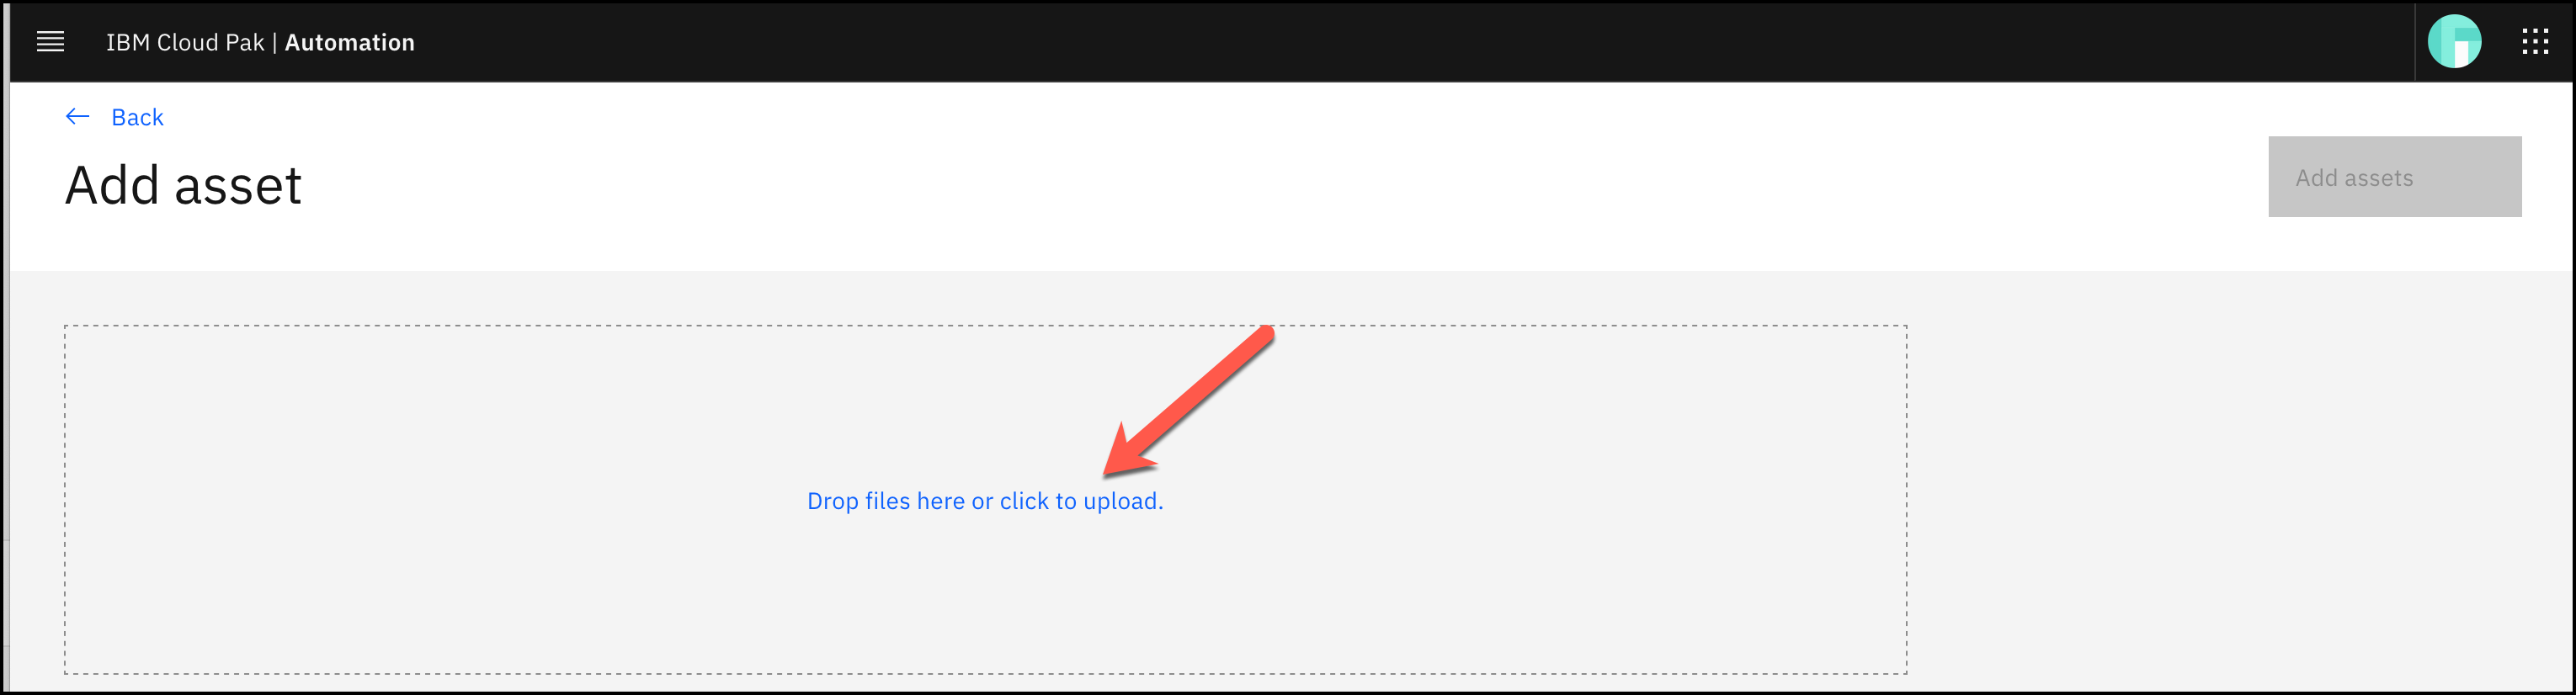 IBM Cloud Pak | Automation
Back
Add asset
Add assets
Drop files here or click to upload.